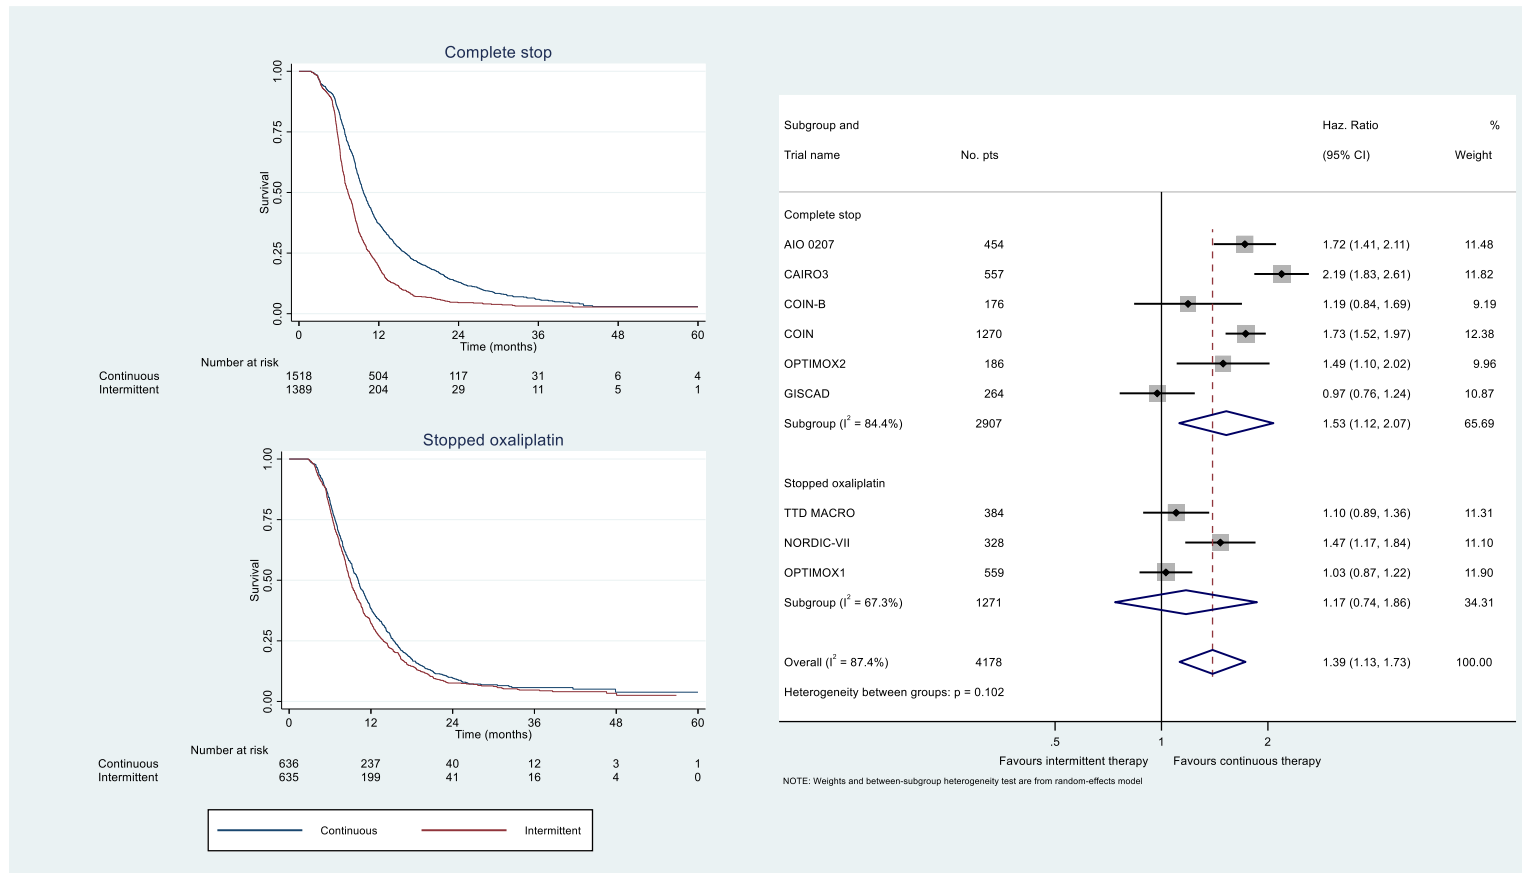 Complete stop
1.00
0.75
0.50
0.25
0.00
Survival
0 12 24 36 48 60
Time (months)
Number at risk
Continuous 1518 504 117 31 6 4
Intermittent 1389 204 29 11 5 1
Stopped oxaliplatin
1.00
0.75
0.50
0.25
0.00
Survival
0 12 24 36 48 60
Time (months)
Number at risk
Continuous 636 237 40 12 3 1
Intermittent 635 199 41 16 4 0
Continuous Intermittent
Subgroup and Haz. Ratio %
Trial name No. pts (95% CI) Weight
Complete stop
AIO 0207 454 1.72 (1.41, 2.11) 11.48
CAIRO3 557 2.19 (1.83, 2.61) 11.82
COIN-B 176 1.19 (0.84, 1.69) 9.19
COIN 1270 1.73 (1.52, 1.97) 12.38
OPTIMOX2 186 1.49 (1.10, 2.02) 9.96
GISCAD 264 0.97 (0.76, 1.24) 10.87
Subgroup (I² = 84.4%) 2907 1.53 (1.12, 2.07) 65.69
Stopped oxaliplatin
TTD MACRO 384 1.10 (0.89, 1.36) 11.31
NORDIC-VII 328 1.47 (1.17, 1.84) 11.10
OPTIMOX1 559 1.03 (0.87, 1.22) 11.90
Subgroup (I² = 67.3%) 1271 1.17 (0.74, 1.86) 34.31
Overall (I² = 87.4%) 4178 1.39 (1.13, 1.73) 100.00
Heterogeneity between groups: p = 0.102
.5 1 2
Favours intermittent therapy Favours continuous therapy
NOTE: Weights and between-subgroup heterogeneity test are from random-effects model